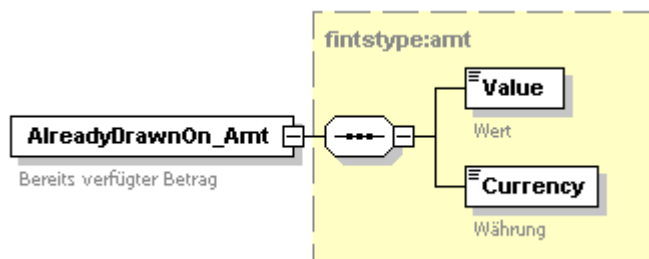 fintstype:amt
Value
Wert
AlreadyDrawnOn_Amt
Bereits verfügter Betrag
Currency
Währung